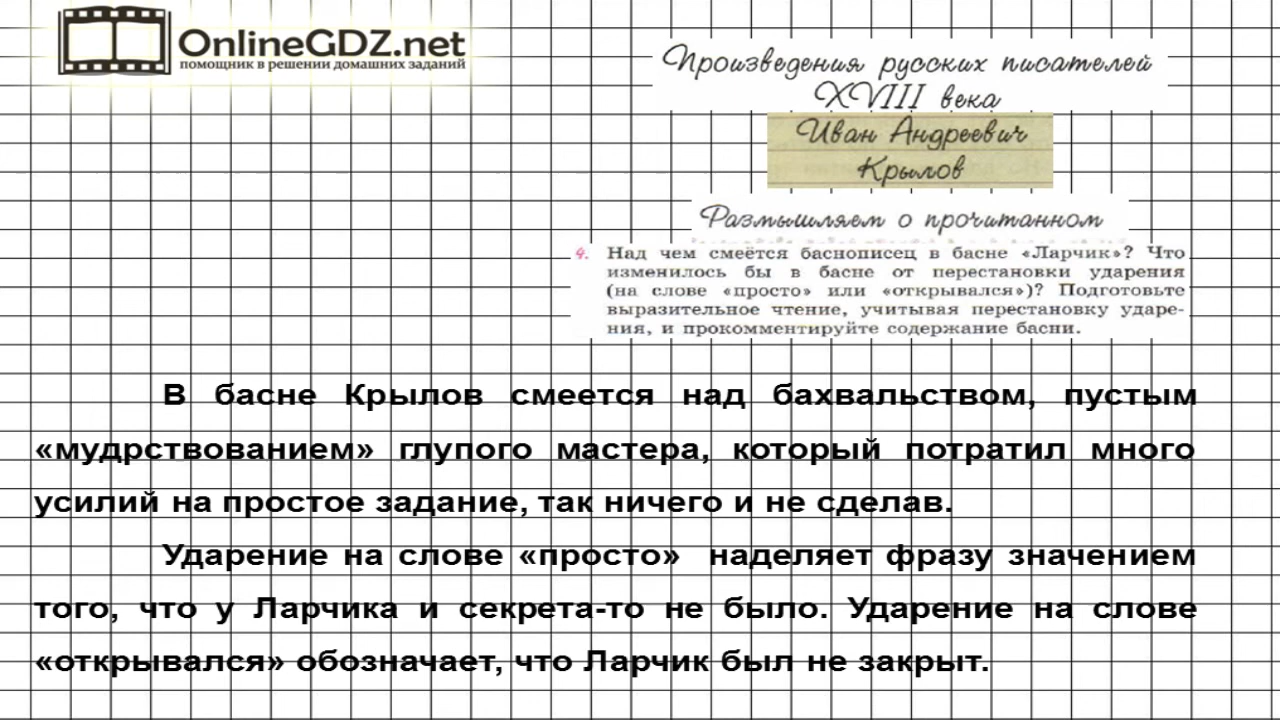 OnlineGDZ.net
помощник в решении домашних заданий
Произведения русских писателей
XVIII века
Иван Андреевич
Крылов
Размышляем о прочитанном
4. Над чем смеётся баснописец в басне «Ларчик»? Что
изменилось бы в басне от перестановки ударения
(на слове «просто» или «открывался»)? Подготовьте
выразительное чтение, учитывая перестановку ударе-
ния, и прокомментируйте содержание басни.
В басне Крылов смеется над бахвальством, пустым
«мудрствованием» глупого мастера, который потратил много
усилий на простое задание, так ничего и не сделав.
Ударение на слове «просто» наделяет фразу значением
того, что у Ларчика и секрета-то не было. Ударение на слове
«открывался» обозначает, что Ларчик был не закрыт.